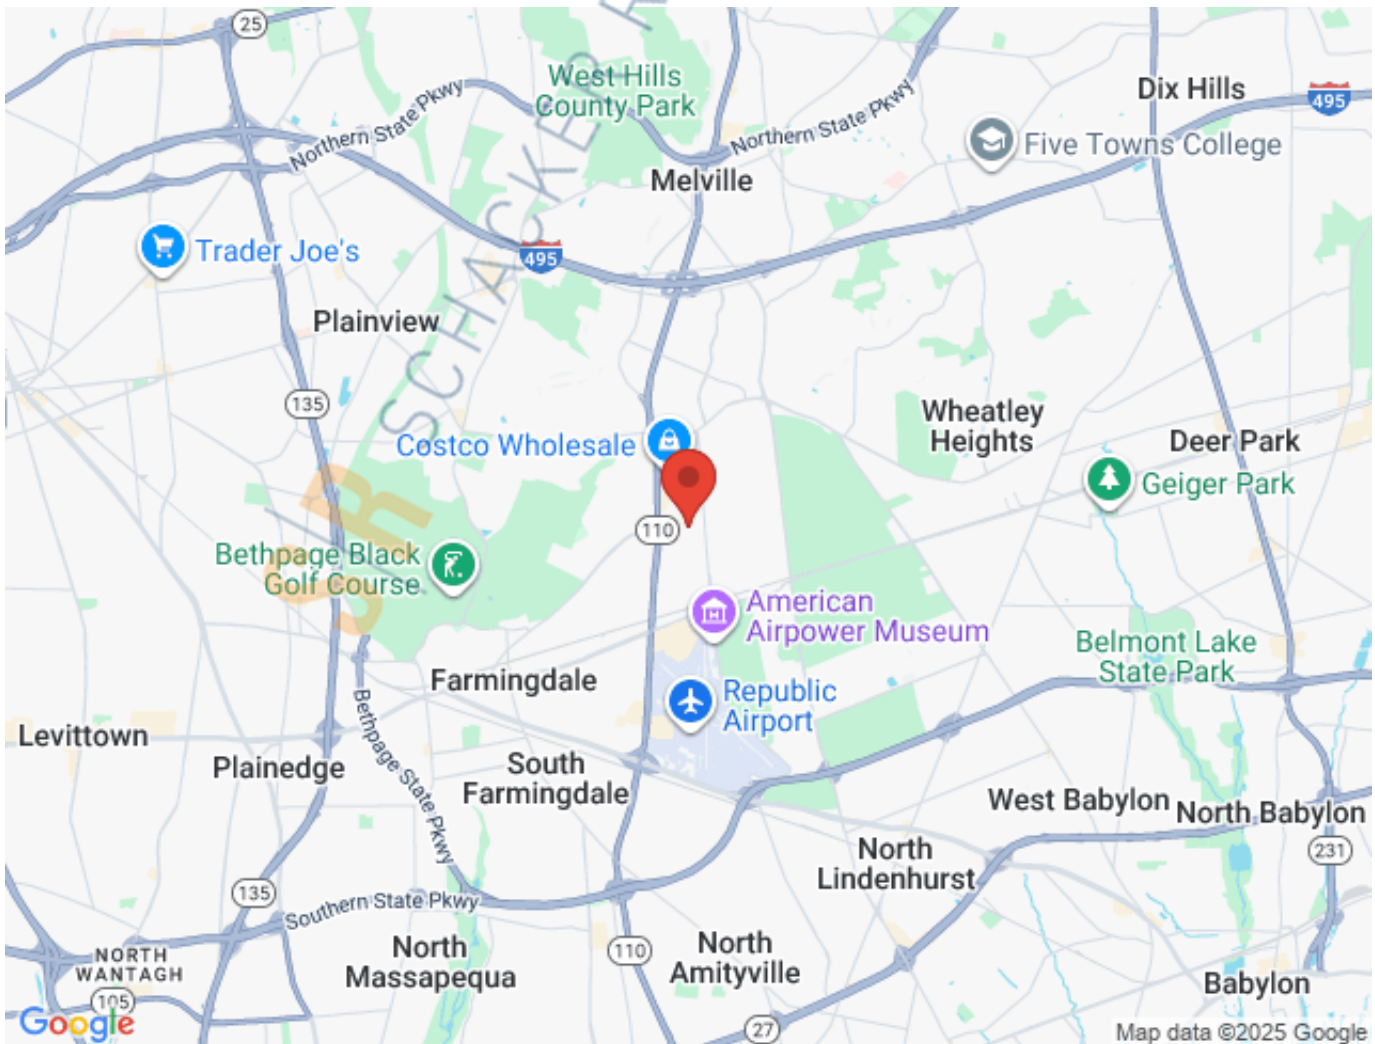 25
West Hills
County Park
Northern State Pkwy
Northern State Pkwy
Dix Hills
495
Five Towns College
Melville
Trader Joe's
495
Plainview
135
Costco Wholesale
Wheatley
Heights
Deer Park
Geiger Park
110
Bethpage Black
Golf Course
American
Airpower Museum
Belmont Lake
State Park
Farmingdale
Republic
Airport
Levittown
Plainedge
Bethpage State Pkwy
South
Farmingdale
West Babylon
North Babylon
North
Lindenhurst
231
135
Southern State Pkwy
NORTH
WANTAGH
North
Massapequa
110
North
Amityville
Babylon
105
27
Google
Map data ©2025 Google
SR
SCHACKER R